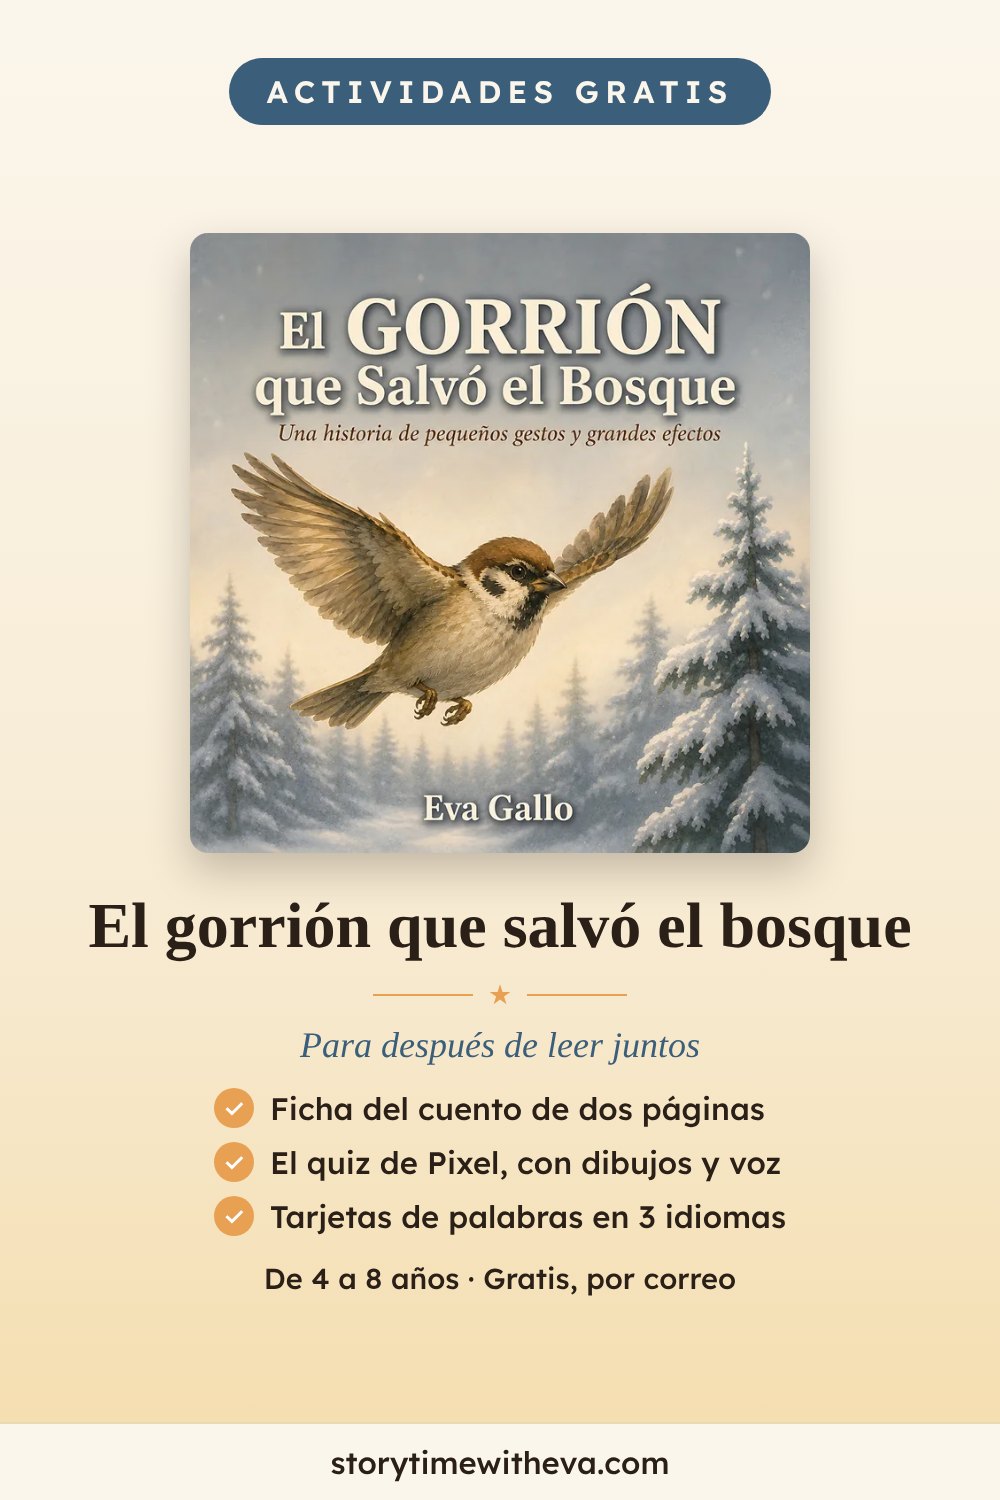 ACTIVIDADES GRATIS
El GORRIÓN
que Salvó el Bosque
Una historia de pequeños gestos y grandes efectos
Eva Gallo
El gorrión que salvó el bosque
Para después de leer juntos
Ficha del cuento de dos páginas
El quiz de Pixel, con dibujos y voz
Tarjetas de palabras en 3 idiomas
De 4 a 8 años · Gratis, por correo
storytimewitheva.com